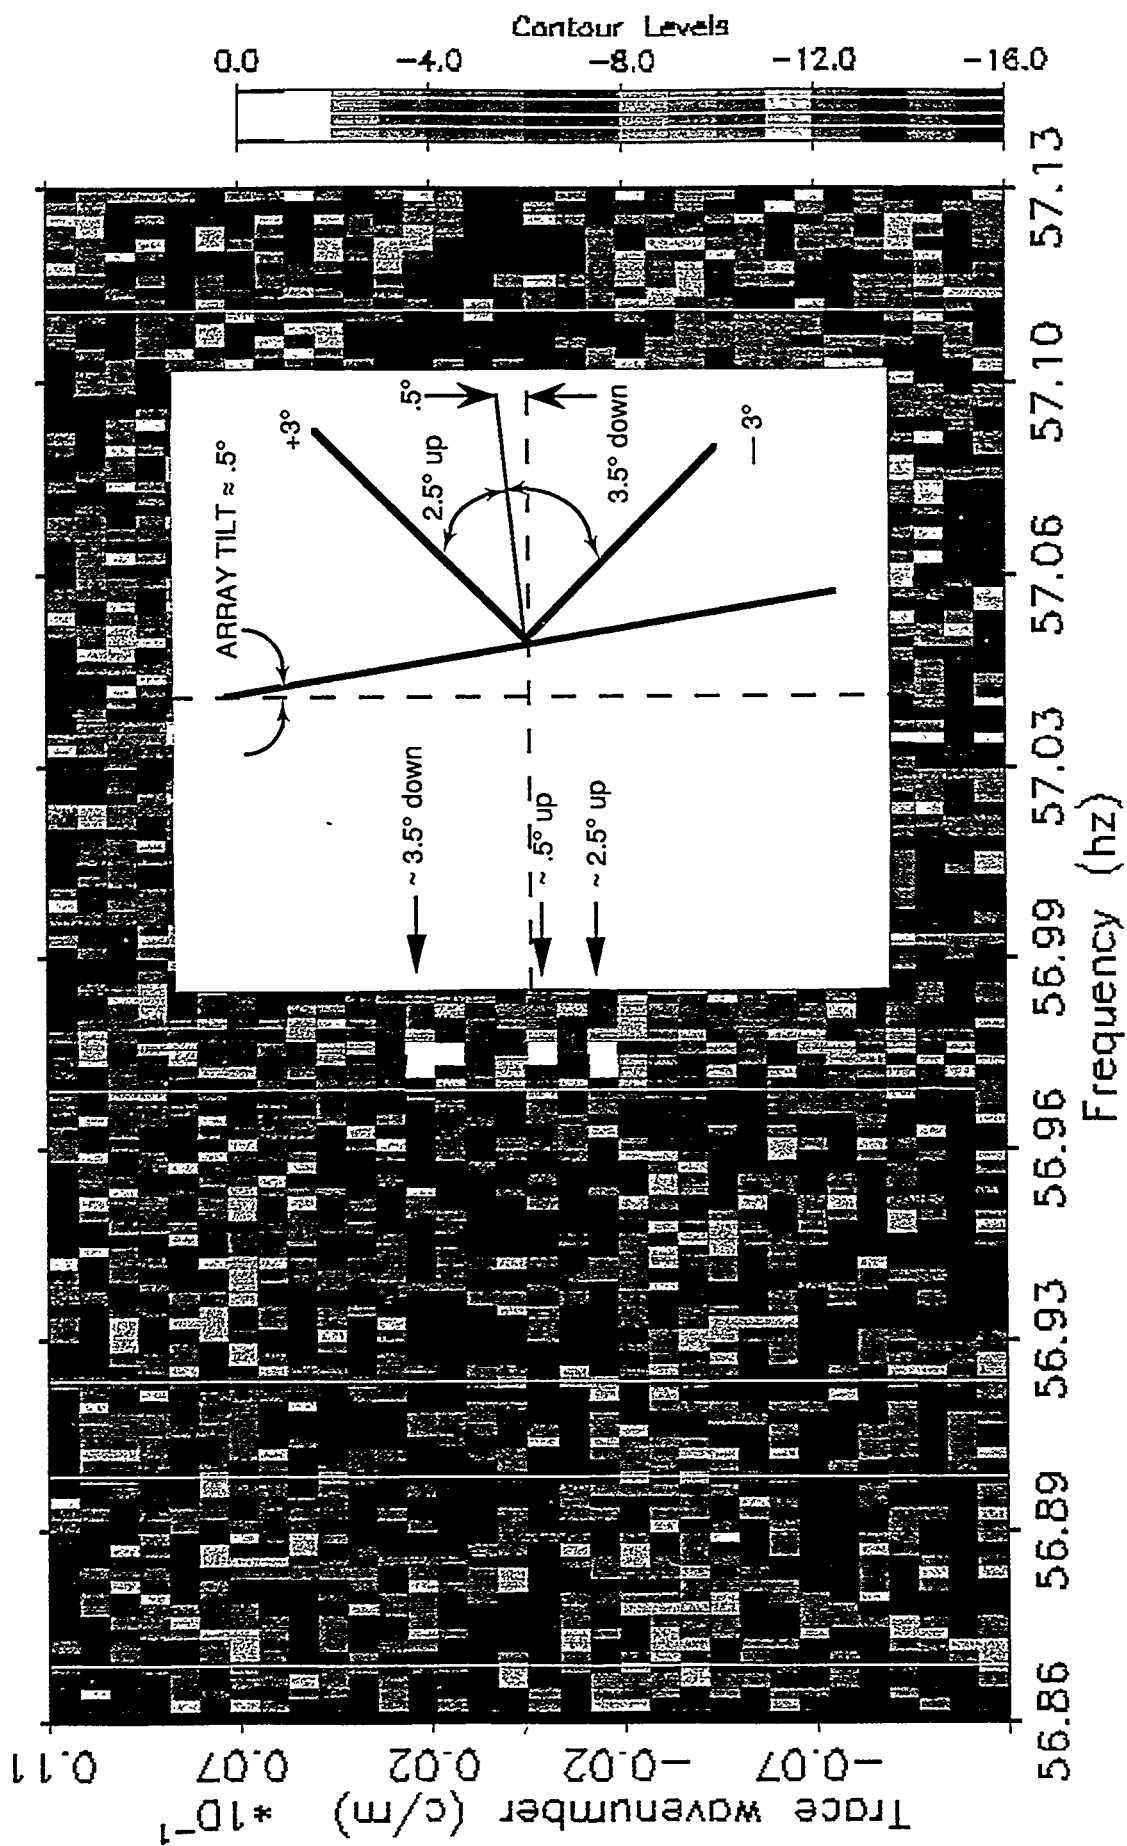 Contour Levels
0.0 -4.0 -8.0 -12.0 -16.0
ARRAY TILT ≈ .5°
+3°
2.5° up
.5°
3.5° down
— 3°
~ 3.5° down
~ .5° up
~ 2.5° up
0.11
0.07
0.02
-0.02
-0.07
Trace wavenumber (c/m) *10⁻¹
56.86 56.89 56.93 56.96 56.99 57.03 57.06 57.10 57.13
Frequency (hz)